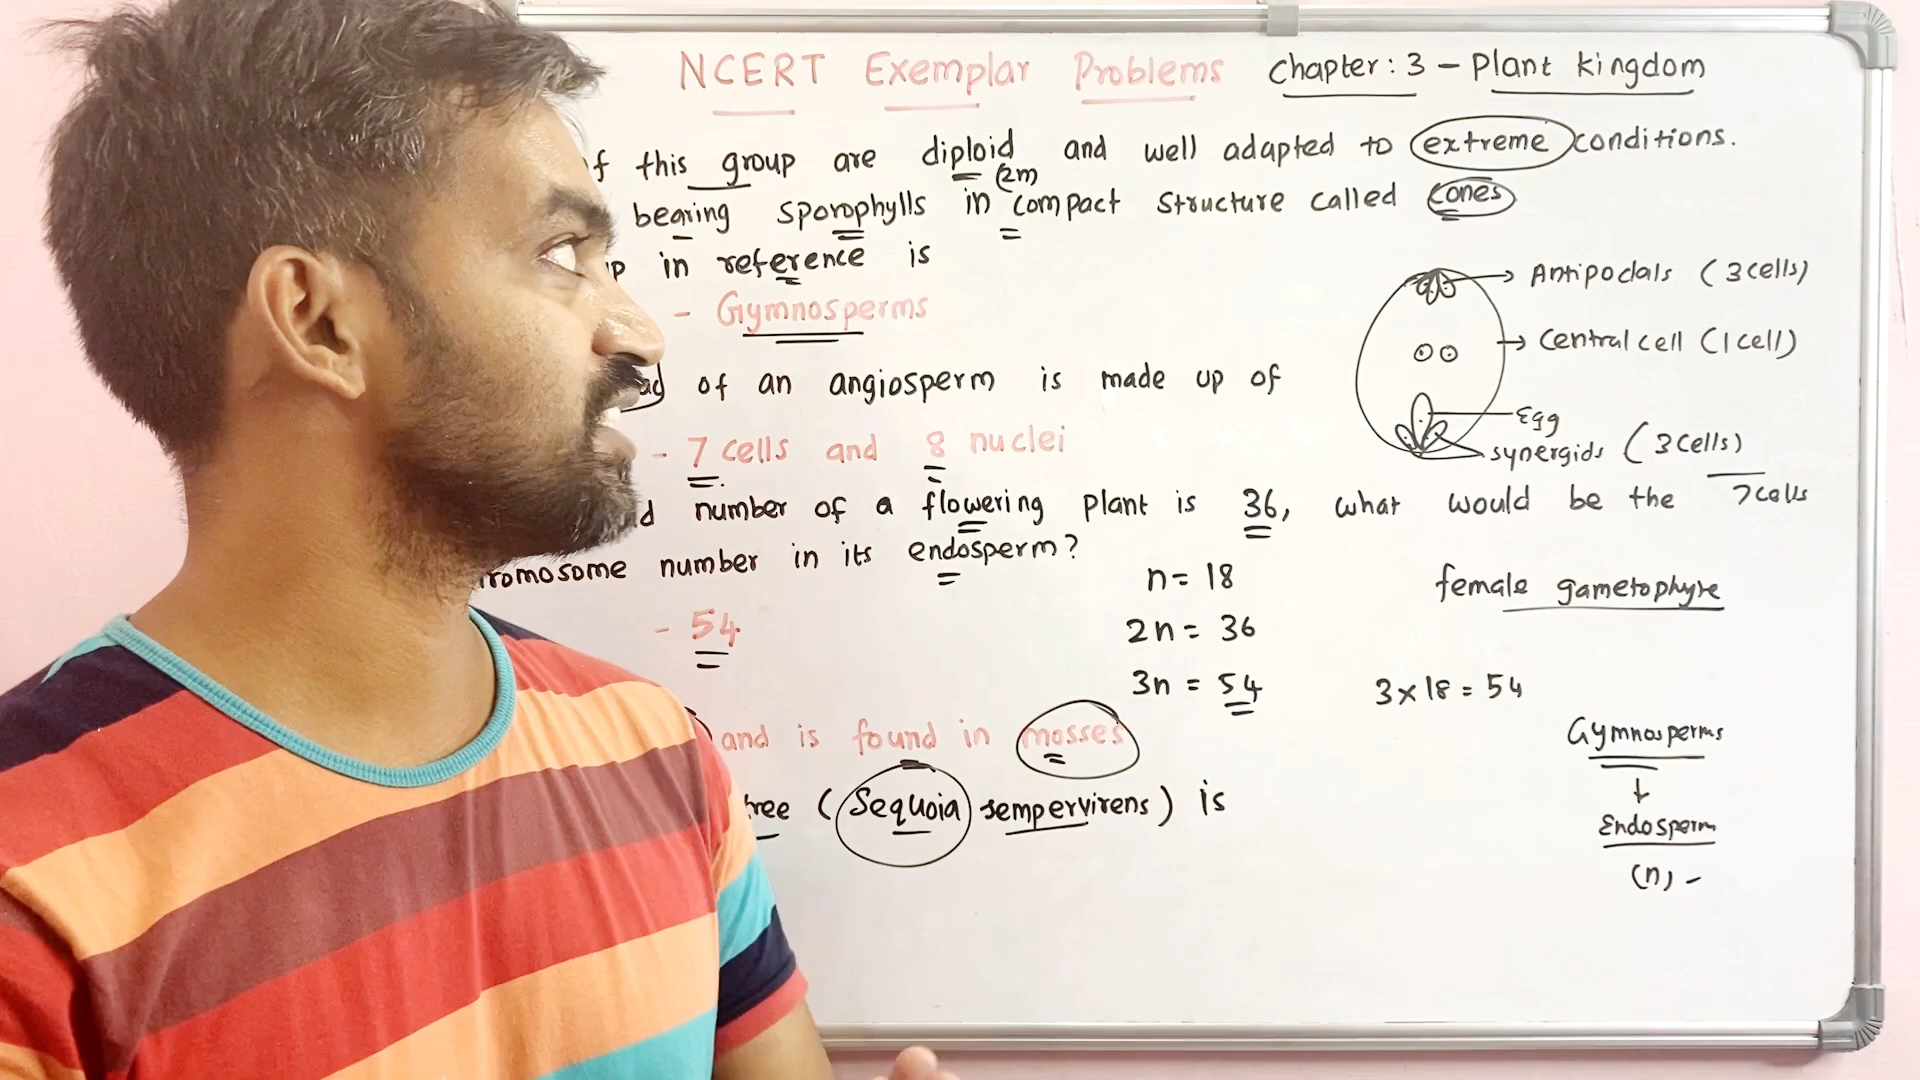 NCERT Exemplar Problems Chapter: 3 - Plant kingdom
f this group are diploid and well adapted to extreme conditions.
(2n)
bearing sporophylls in compact structure called cones
in reference is
- Gymnosperms
Antipodals (3 cells)
Central cell (1 cell)
Egg
synergids (3 cells)
7 cells
of an angiosperm is made up of
- 7 cells and 8 nuclei
number of a flowering plant is 36, what would be the
romosome number in its endosperm?
- 54
n = 18
2n = 36
3n = 54
female gametophyte
3 x 18 = 54
Gymnosperms
Endosperm
(n) -
and is found in mosses
tree (Sequoia sempervirens) is